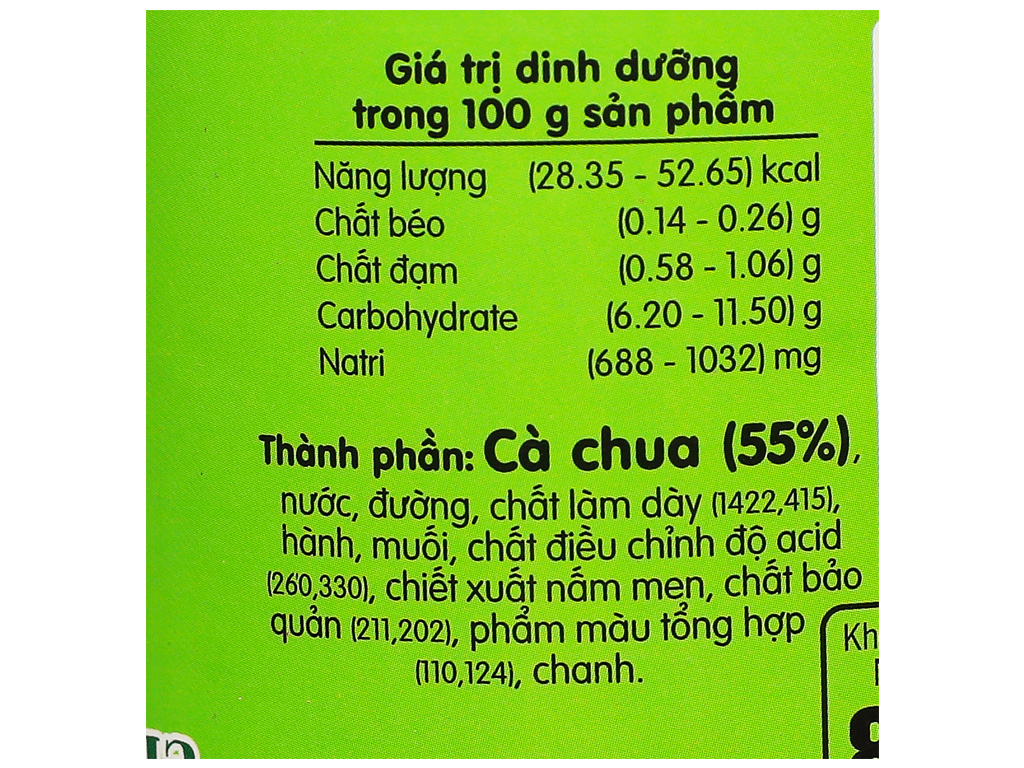 Giá trị dinh dưỡng
trong 100 g sản phẩm
Năng lượng (28.35 - 52.65) kcal
Chất béo (0.14 - 0.26) g
Chất đạm (0.58 - 1.06) g
Carbohydrate (6.20 - 11.50) g
Natri (688 - 1032) mg
Thành phần: Cà chua (55%),
nước, đường, chất làm dày (1422,415),
hành, muối, chất điều chỉnh độ acid
(260,330), chiết xuất nấm men, chất bảo
quản (211,202), phẩm màu tổng hợp
(110,124), chanh.
Kh